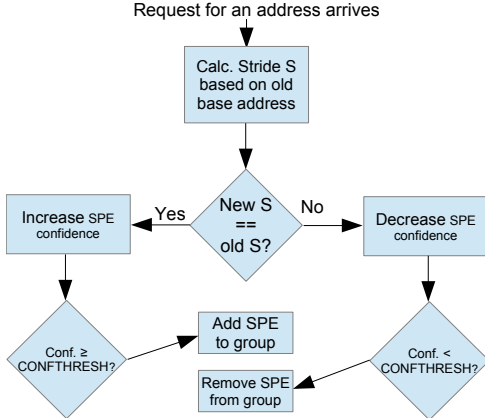 Request for an address arrives
Calc. Stride S
based on old
base address
New S
==
old S?
Yes
No
Increase SPE
confidence
Decrease SPE
confidence
Conf. ≥
CONFTHRESH?
Add SPE
to group
Conf. <
CONFTHRESH?
Remove SPE
from group